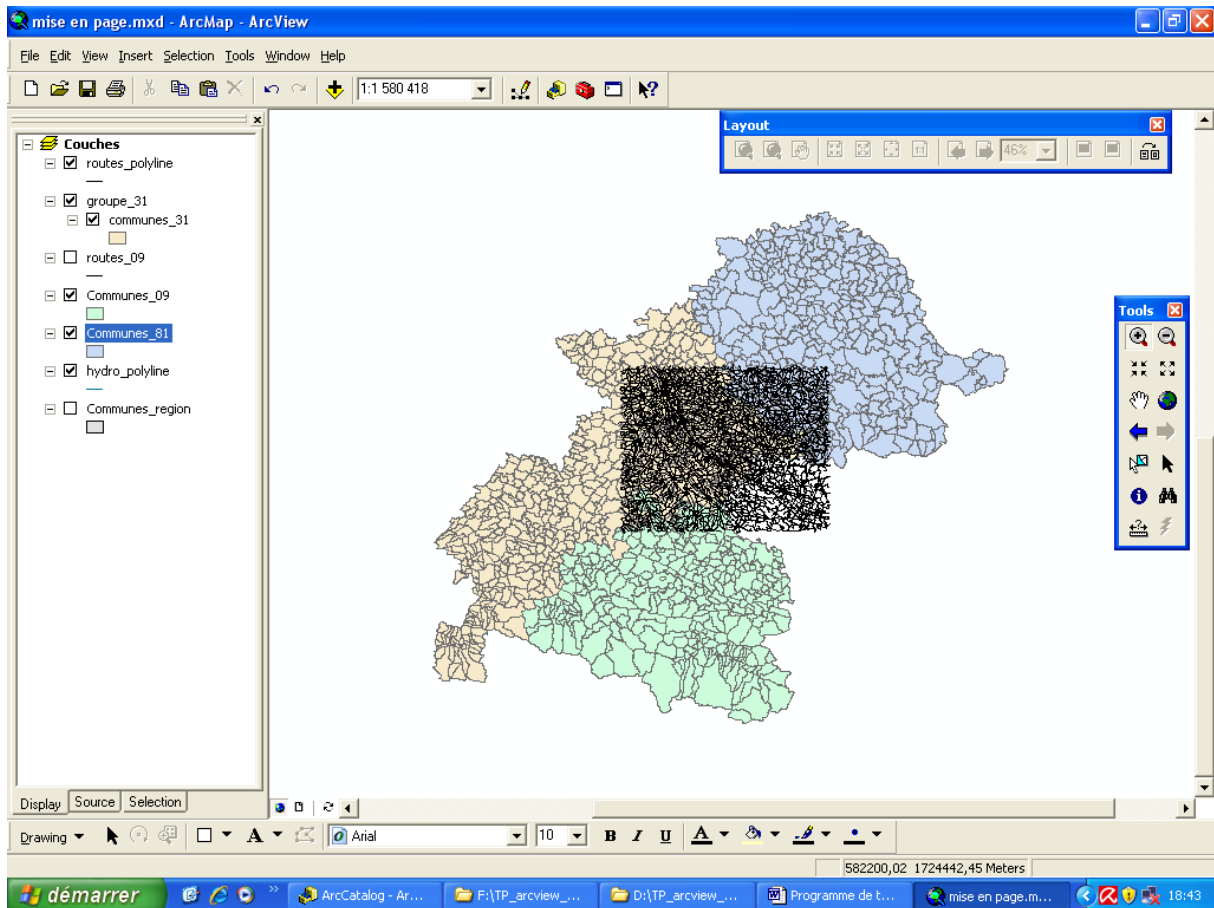 mise en page.mxd - ArcMap - ArcView
File Edit View Insert Selection Tools Window Help
1:1 580 418
Couches
routes_polyline
groupe_31
communes_31
routes_09
Communes_09
Communes_81
hydro_polyline
Communes_region
Layout
1:1
46%
Tools
Display Source Selection
Drawing A Arial 10 B I U A
582200,02 1724442,45 Meters
démarrer ArcCatalog - Ar... F:\TP_arcview_... D:\TP_arcview_... Programme de t... mise en page.m... 18:43